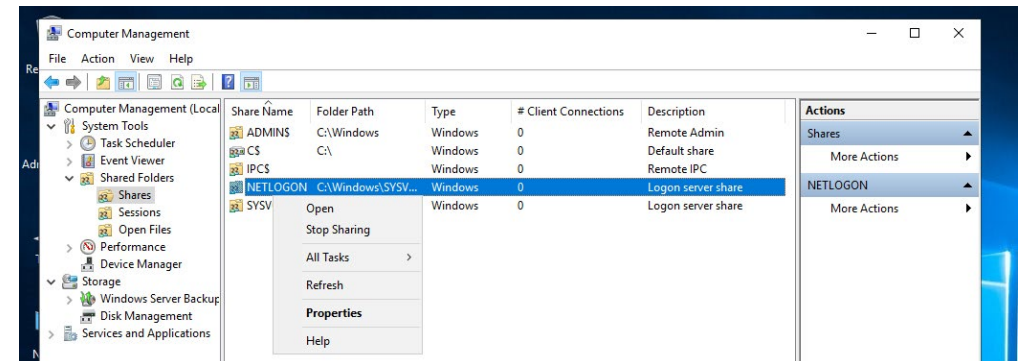 Computer Management
File Action View Help
Computer Management (Local
System Tools
Task Scheduler
Event Viewer
Shared Folders
Shares
Sessions
Open Files
Performance
Device Manager
Storage
Windows Server Backup
Disk Management
Services and Applications
Share Name Folder Path Type # Client Connections Description
ADMIN$ C:\Windows Windows 0 Remote Admin
C$ C:\ Windows 0 Default share
IPC$ Windows 0 Remote IPC
NETLOGON C:\Windows\SYSV... Windows 0 Logon server share
SYSV Windows 0 Logon server share
Open
Stop Sharing
All Tasks
Refresh
Properties
Help
Actions
Shares
More Actions
NETLOGON
More Actions
Re
Adm